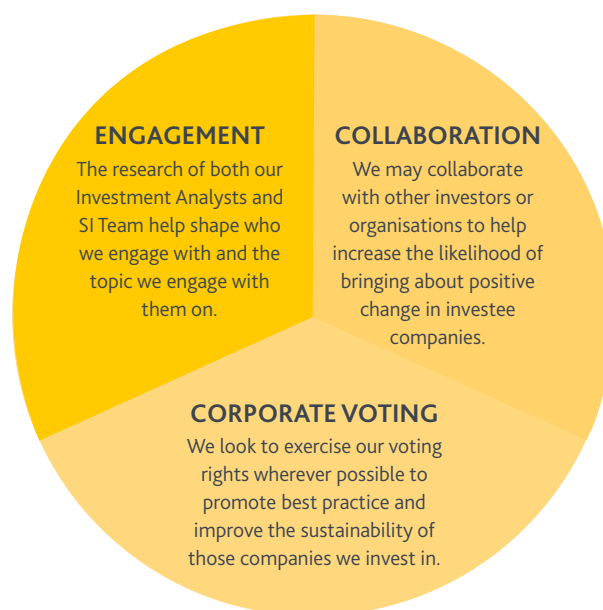 ENGAGEMENT
The research of both our
Investment Analysts and
SI Team help shape who
we engage with and the
topic we engage with
them on.
COLLABORATION
We may collaborate
with other investors or
organisations to help
increase the likelihood of
bringing about positive
change in investee
companies.
CORPORATE VOTING
We look to exercise our voting
rights wherever possible to
promote best practice and
improve the sustainability of
those companies we invest in.